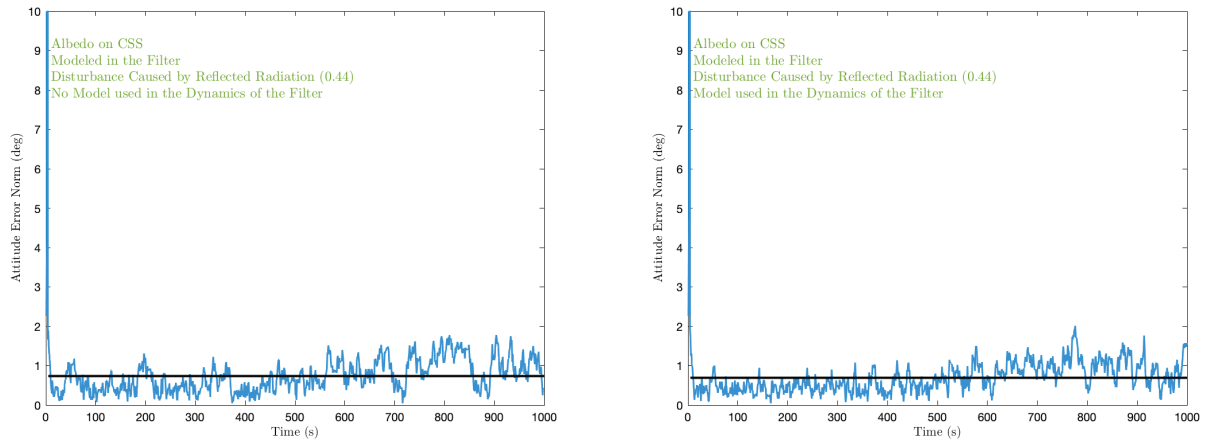 10
9
8
7
6
5
4
3
2
1
0
Attitude Error Norm (deg)
Albedo on CSS
Modeled in the Filter
Disturbance Caused by Reflected Radiation (0.44)
No Model used in the Dynamics of the Filter
0 100 200 300 400 500 600 700 800 900 1000
Time (s)
10
9
8
7
6
5
4
3
2
1
0
Attitude Error Norm (deg)
Albedo on CSS
Modeled in the Filter
Disturbance Caused by Reflected Radiation (0.44)
Model used in the Dynamics of the Filter
0 100 200 300 400 500 600 700 800 900 1000
Time (s)